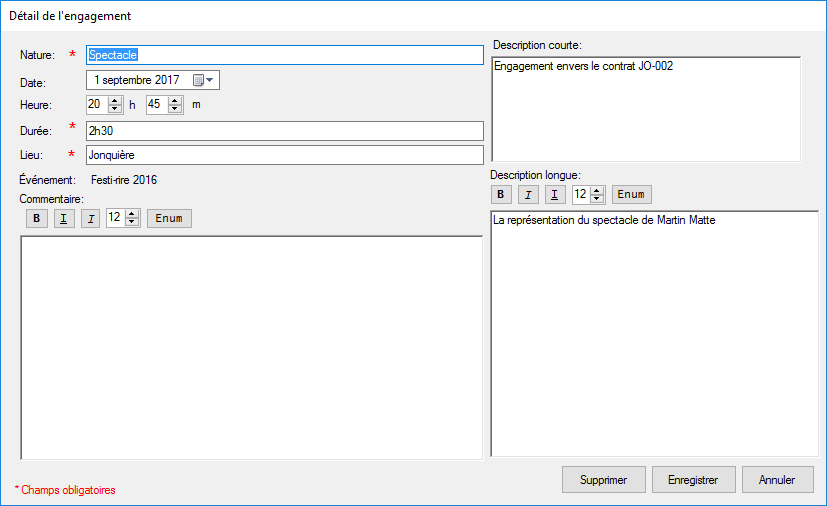 Détail de l'engagement
Nature: * Spectacle
Date: 1 septembre 2017
Heure: 20 h 45 m
Durée: * 2h30
Lieu: * Jonquière
Événement: Festi-rire 2016
Commentaire:
B I I 12 Enum
Description courte:
Engagement envers le contrat JO-002
Description longue:
B I I 12 Enum
La représentation du spectacle de Martin Matte
* Champs obligatoires
Supprimer Enregistrer Annuler